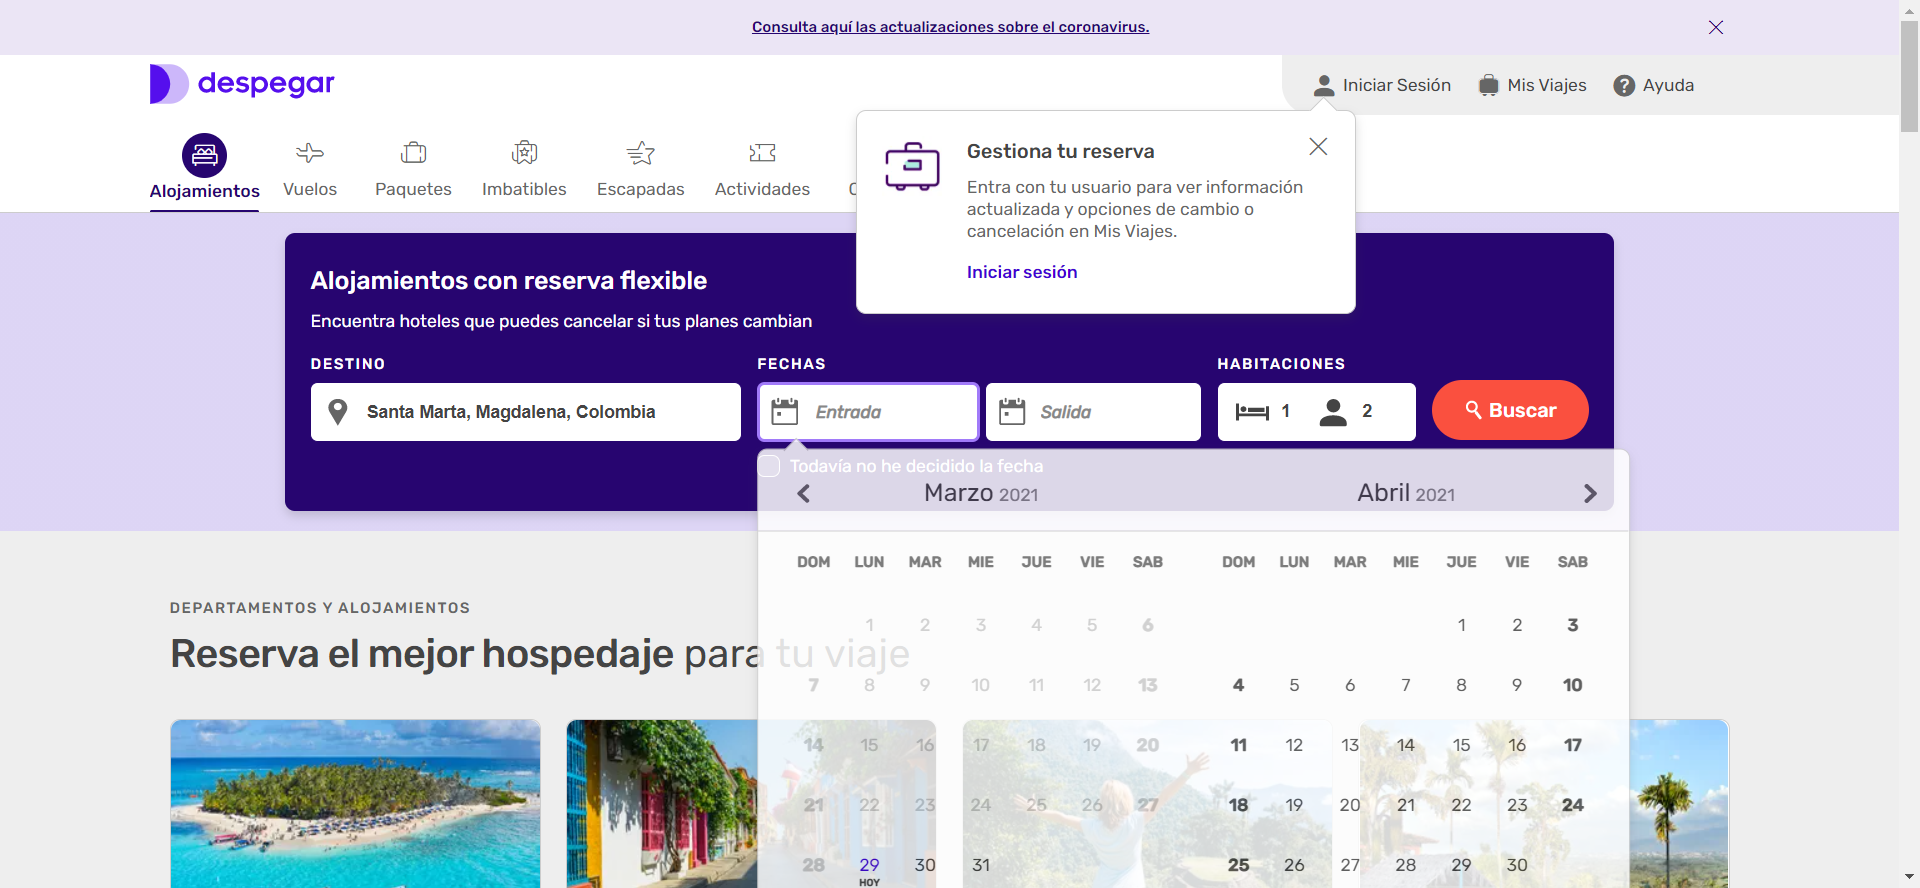 Consulta aquí las actualizaciones sobre el coronavirus.
despegar
Iniciar Sesión
Mis Viajes
? Ayuda
Alojamientos
Vuelos
Paquetes
Imbatibles
Escapadas
Actividades
Gestiona tu reserva
Entra con tu usuario para ver información
actualizada y opciones de cambio o
cancelación en Mis Viajes.
Iniciar sesión
Alojamientos con reserva flexible
Encuentra hoteles que puedes cancelar si tus planes cambian
DESTINO
FECHAS
HABITACIONES
Santa Marta, Magdalena, Colombia
Entrada
Salida
1
2
Buscar
Todavía no he decidido la fecha
Marzo 2021
Abril 2021
DOM LUN MAR MIE JUE VIE SAB
1 2 3 4 5 6
7 8 9 10 11 12 13
14 15 16 17 18 19 20
21 22 23 24 25 26 27
28 29 30 31
HOY
DOM LUN MAR MIE JUE VIE SAB
1 2 3
4 5 6 7 8 9 10
11 12 13 14 15 16 17
18 19 20 21 22 23 24
25 26 27 28 29 30
DEPARTAMENTOS Y ALOJAMIENTOS
Reserva el mejor hospedaje para tu viaje